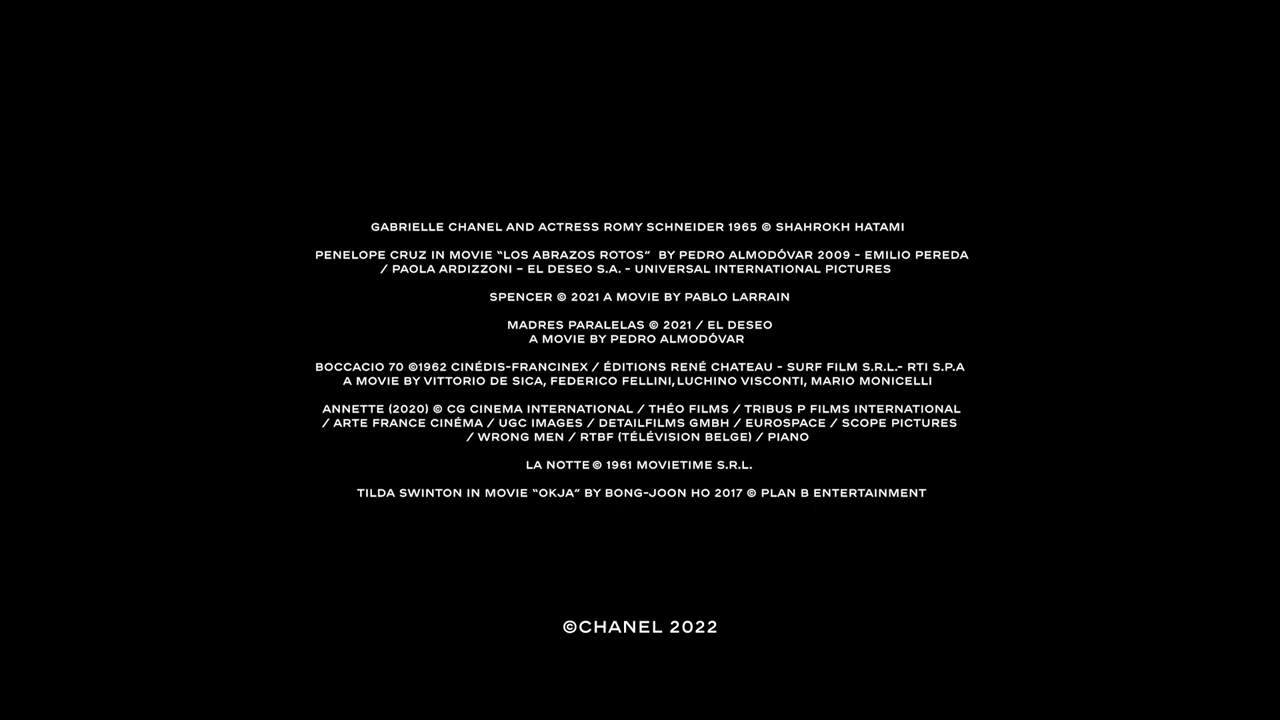 GABRIELLE CHANEL AND ACTRESS ROMY SCHNEIDER 1965 © SHAHROKH HATAMI
PENELOPE CRUZ IN MOVIE “LOS ABRAZOS ROTOS” BY PEDRO ALMODÓVAR 2009 - EMILIO PEREDA
/ PAOLA ARDIZZONI – EL DESEO S.A. - UNIVERSAL INTERNATIONAL PICTURES
SPENCER © 2021 A MOVIE BY PABLO LARRAIN
MADRES PARALELAS © 2021 / EL DESEO
A MOVIE BY PEDRO ALMODÓVAR
BOCCACIO 70 ©1962 CINÉDIS-FRANCINEX / ÉDITIONS RENÉ CHATEAU - SURF FILM S.R.L.- RTI S.P.A
A MOVIE BY VITTORIO DE SICA, FEDERICO FELLINI, LUCHINO VISCONTI, MARIO MONICELLI
ANNETTE (2020) © CG CINEMA INTERNATIONAL / THÉO FILMS / TRIBUS P FILMS INTERNATIONAL
/ ARTE FRANCE CINÉMA / UGC IMAGES / DETAILFILMS GMBH / EUROSPACE / SCOPE PICTURES
/ WRONG MEN / RTBF (TÉLÉVISION BELGE) / PIANO
LA NOTTE © 1961 MOVIETIME S.R.L.
TILDA SWINTON IN MOVIE “OKJA” BY BONG-JOON HO 2017 © PLAN B ENTERTAINMENT
©CHANEL 2022